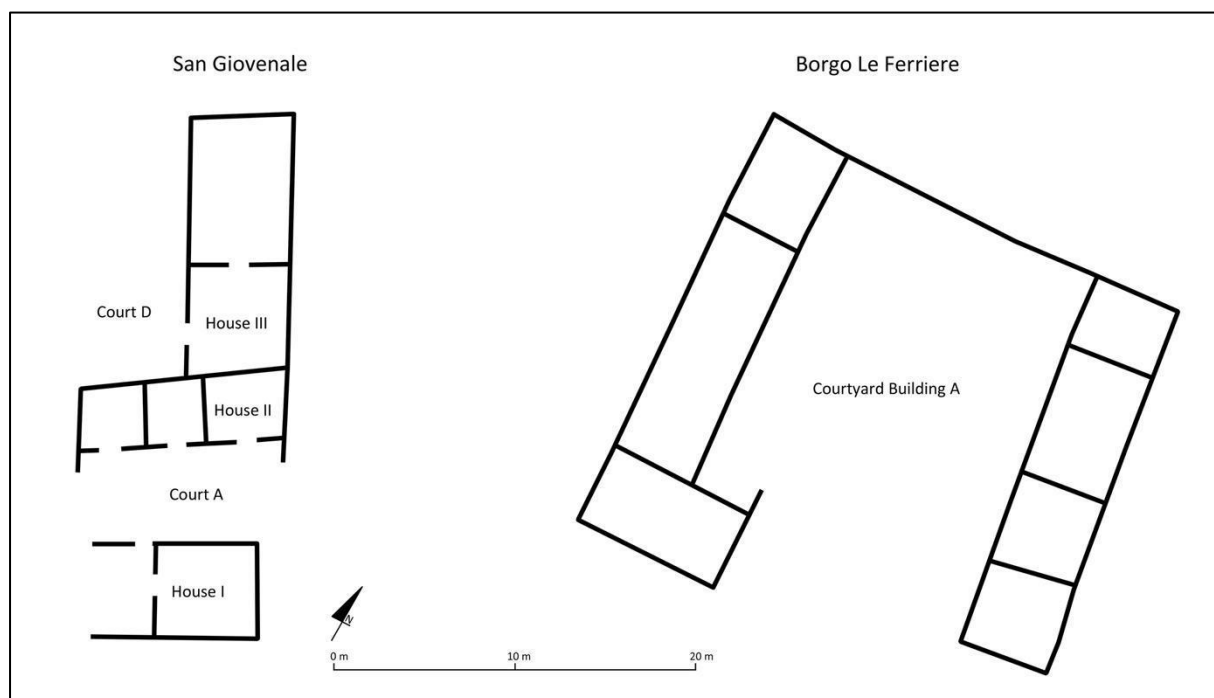 San Giovenale
Borgo Le Ferriere
Court D
House III
House II
Court A
House I
Courtyard Building A
N
0 m
10 m
20 m